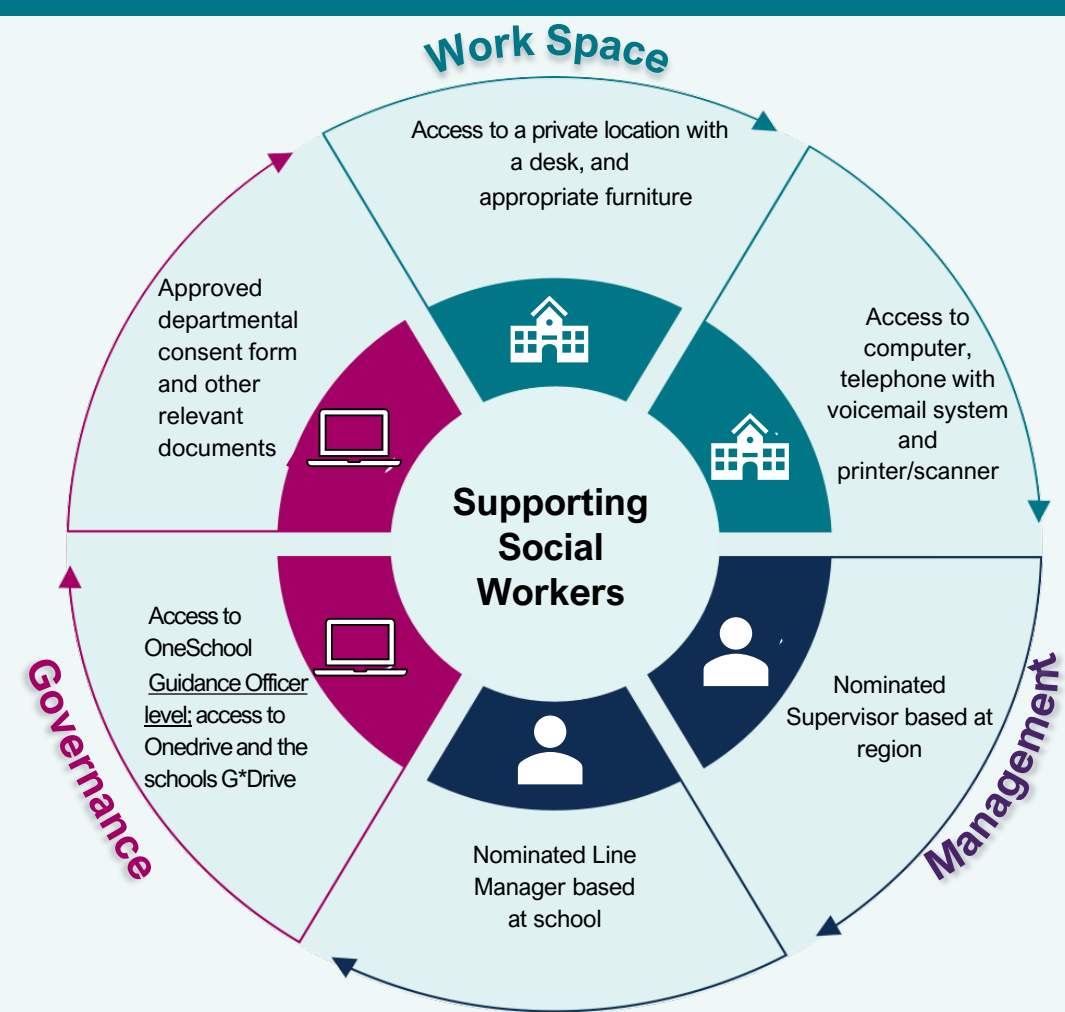 Work Space
Access to a private location with
a desk, and
appropriate furniture
Access to
computer,
telephone with
voicemail system
and
printer/scanner
Management
Nominated
Supervisor based at
region
Nominated Line
Manager based
at school
Governance
Access to
OneSchool
Guidance Officer
level; access to
Onedrive and the
schools G*Drive
Approved
departmental
consent form
and other
relevant
documents
Supporting
Social
Workers